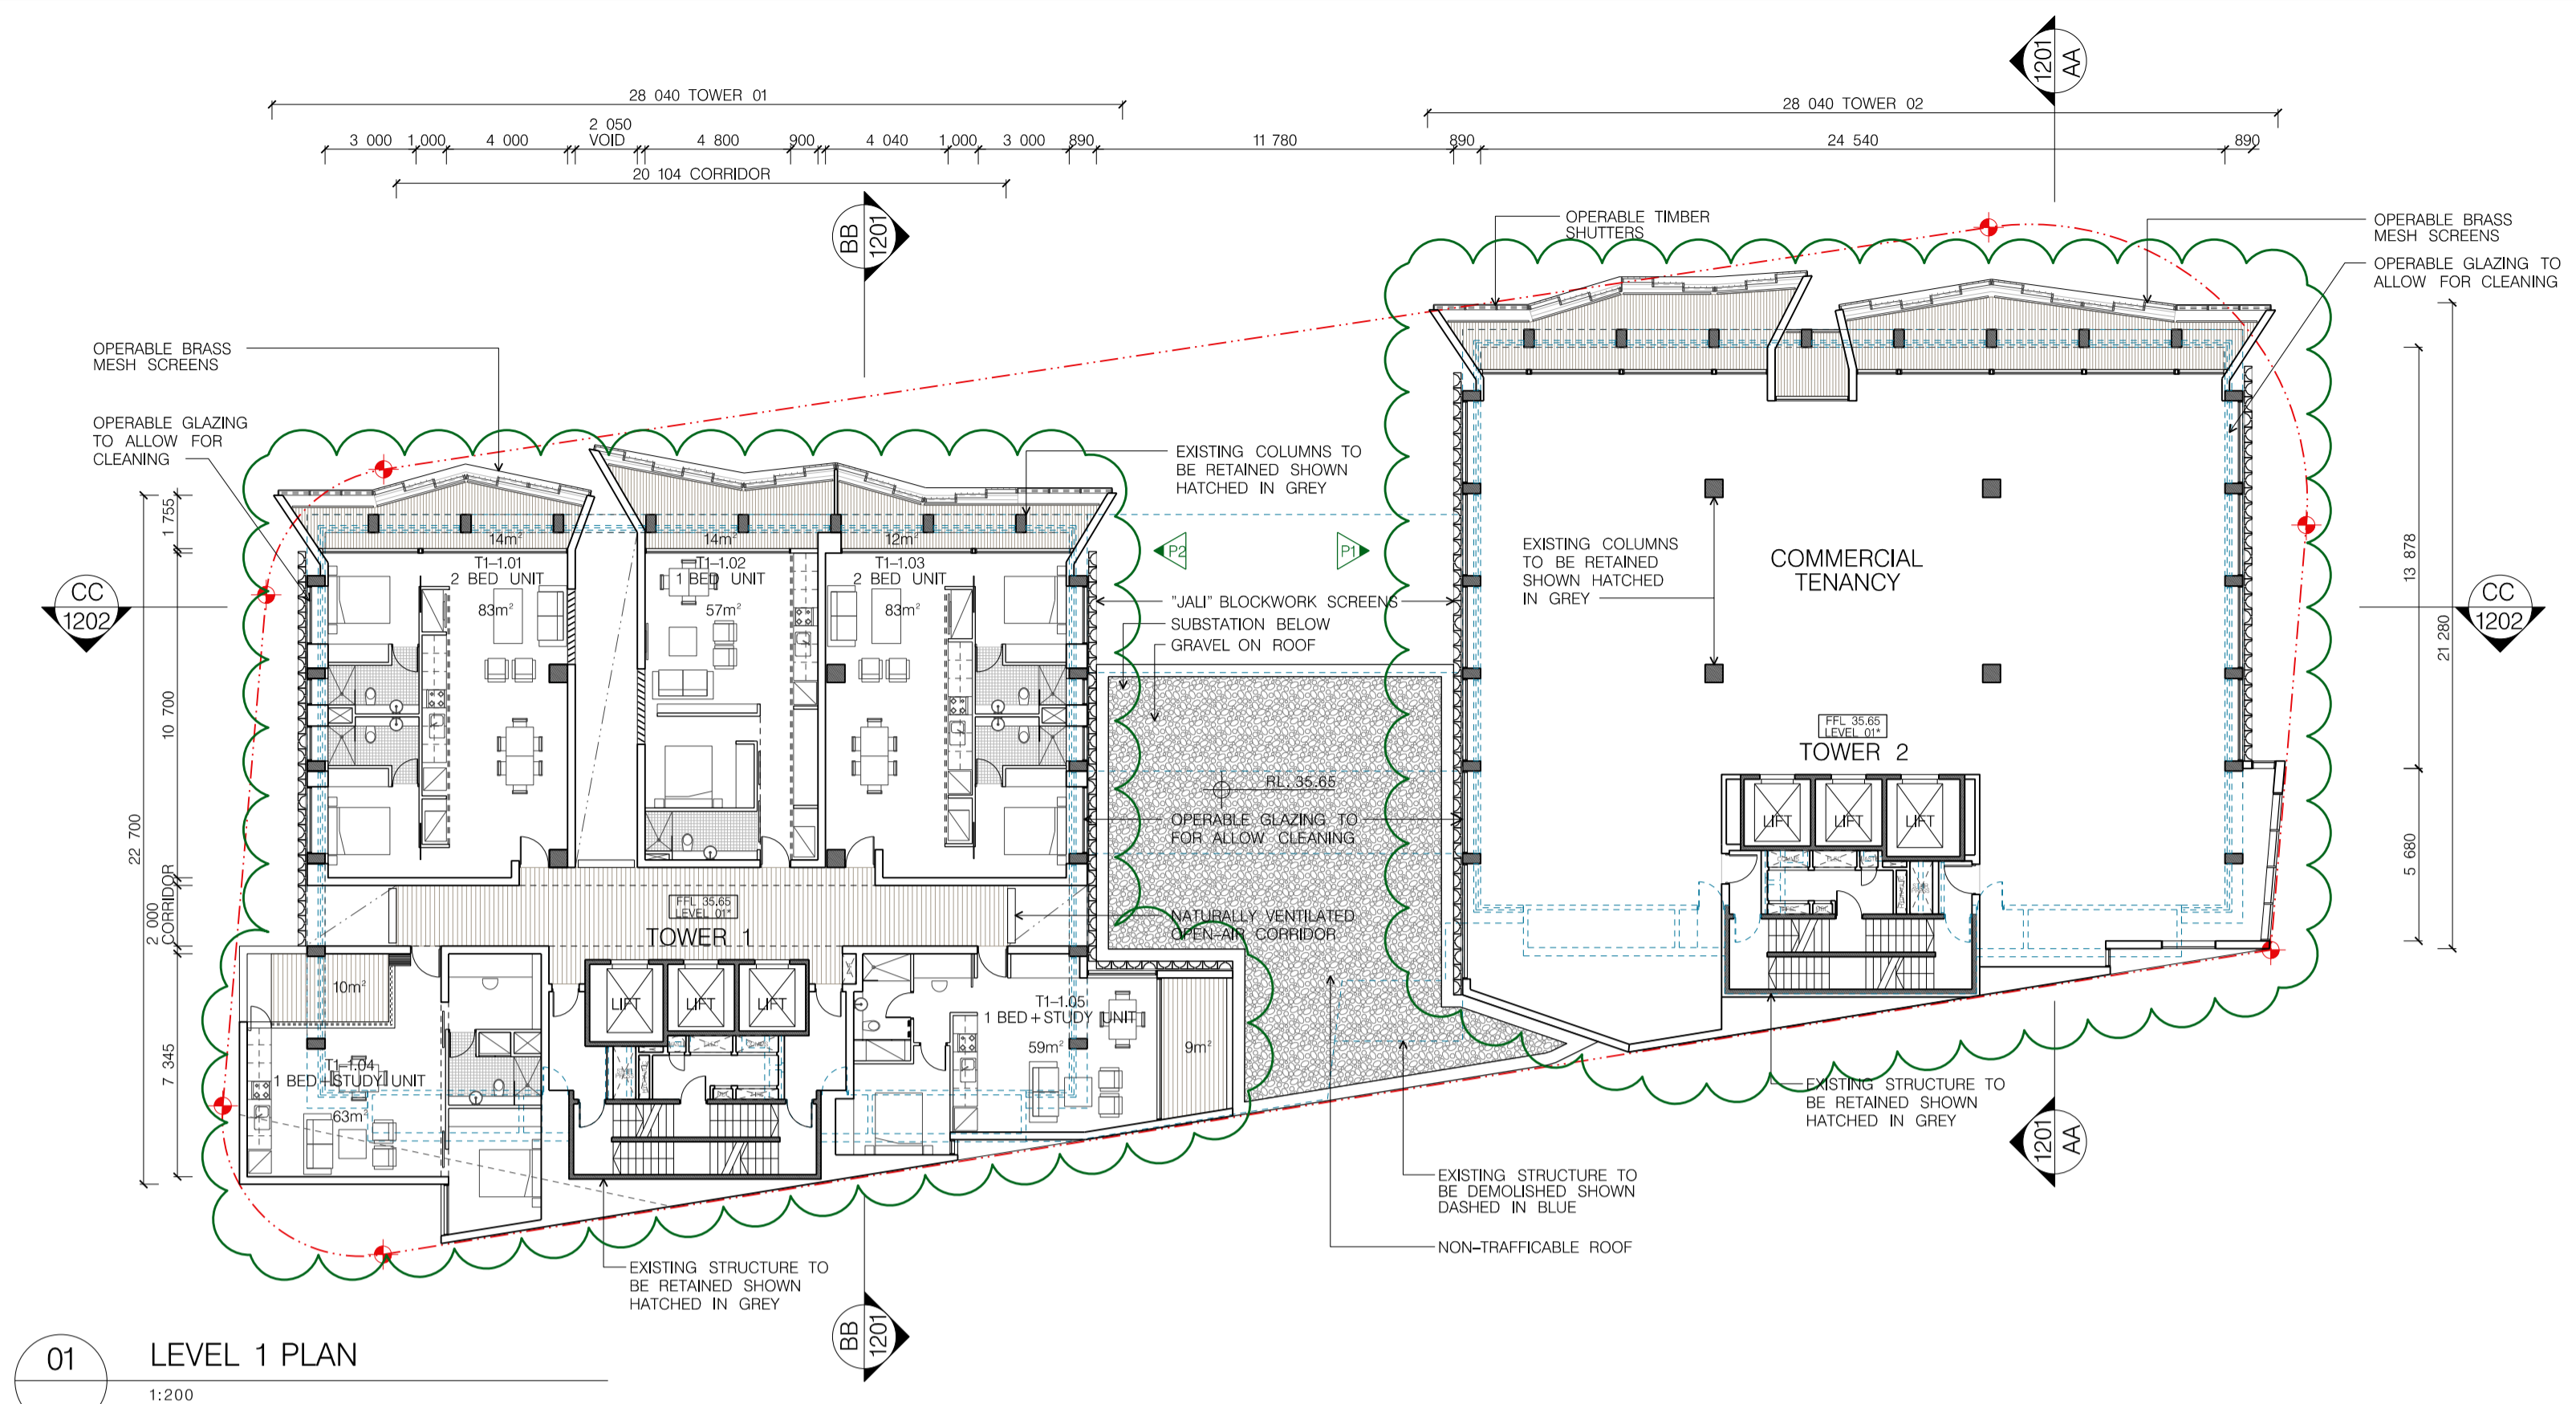 1201
AA
28 040 TOWER 01
28 040 TOWER 02
3 000
1 000
4 000
2 050
VOID
4 800
900
4 040
1 000
3 000
890
11 780
890
24 540
890
20 104 CORRIDOR
BB
1201
OPERABLE TIMBER
SHUTTERS
OPERABLE BRASS
MESH SCREENS
OPERABLE GLAZING TO
ALLOW FOR CLEANING
OPERABLE BRASS
MESH SCREENS
OPERABLE GLAZING
TO ALLOW FOR
CLEANING
EXISTING COLUMNS TO
BE RETAINED SHOWN
HATCHED IN GREY
1 755
10 700
22 700
2 000
CORRIDOR
7 345
CC
1202
14m²
T1-1.01
2 BED UNIT
83m²
14m²
T1-1.02
1 BED UNIT
57m²
12m²
T1-1.03
2 BED UNIT
83m²
P2
P1
EXISTING COLUMNS
TO BE RETAINED
SHOWN HATCHED
IN GREY
COMMERCIAL
TENANCY
13 878
21 280
5 680
CC
1202
"JALI" BLOCKWORK SCREENS
SUBSTATION BELOW
GRAVEL ON ROOF
FFL 35.65
LEVEL 01*
TOWER 2
RL. 35.65
OPERABLE GLAZING TO
FOR ALLOW CLEANING
LIFT
LIFT
LIFT
FFL 35.65
LEVEL 01*
TOWER 1
NATURALLY VENTILATED
OPEN-AIR CORRIDOR
10m²
LIFT
LIFT
LIFT
T1-1.05
1 BED+STUDY UNIT
59m²
9m²
T1-1.04
1 BED+STUDY UNIT
63m²
EXISTING STRUCTURE TO
BE RETAINED SHOWN
HATCHED IN GREY
1201
AA
EXISTING STRUCTURE TO
BE DEMOLISHED SHOWN
DASHED IN BLUE
NON-TRAFFICABLE ROOF
EXISTING STRUCTURE TO
BE RETAINED SHOWN
HATCHED IN GREY
BB
1201
01
LEVEL 1 PLAN
1:200